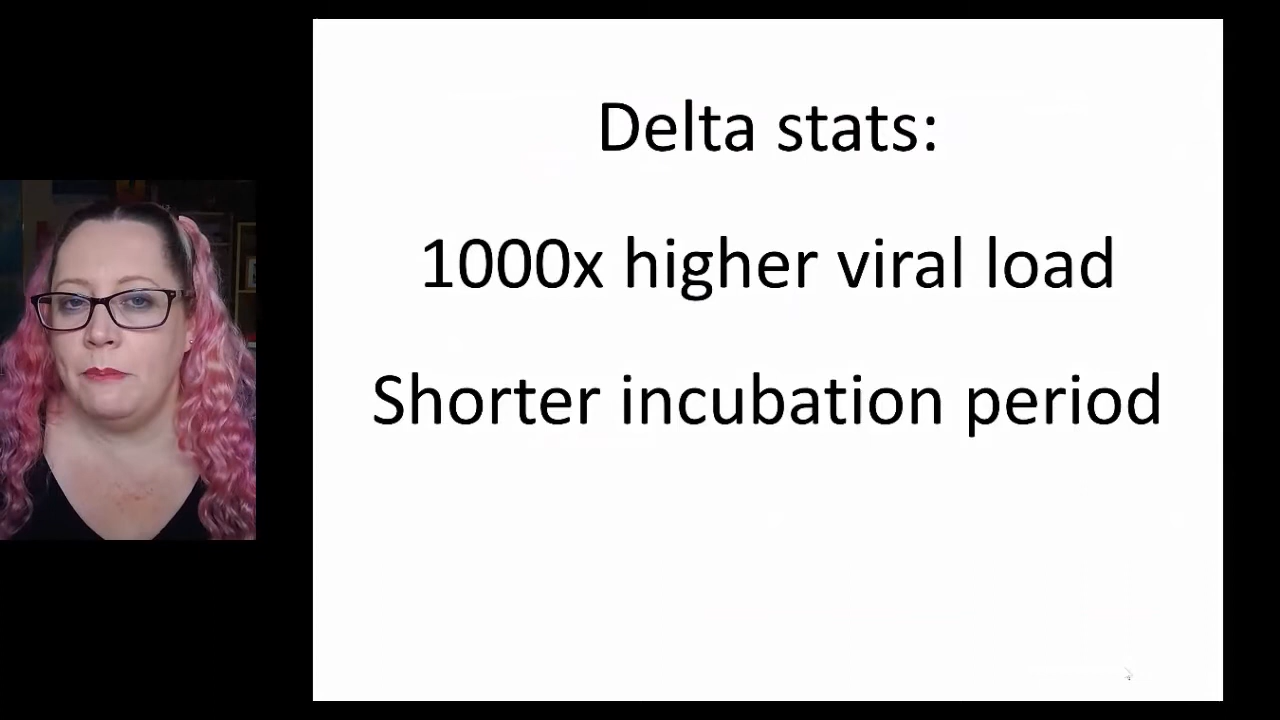 Delta stats:
1000x higher viral load
Shorter incubation period